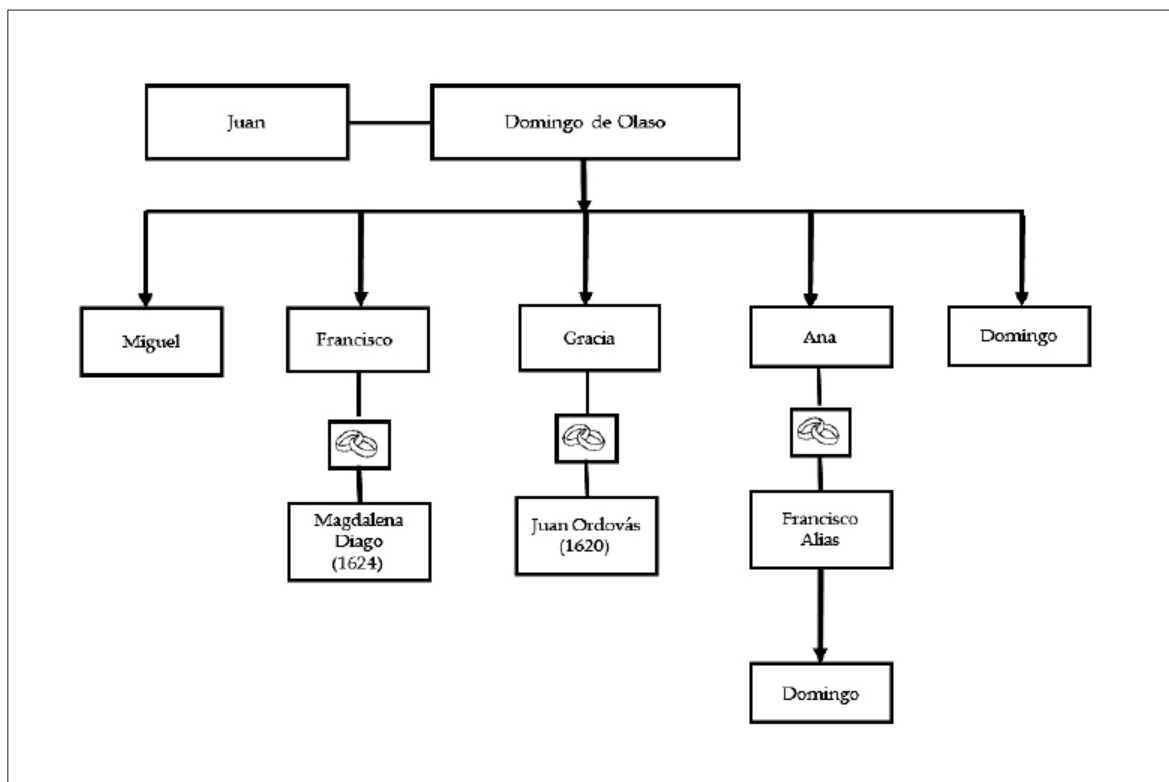 Juan
Domingo de Olaso
Miguel
Francisco
Gracia
Ana
Domingo
Magdalena
Diago
(1624)
Juan Ordovás
(1620)
Francisco
Alias
Domingo